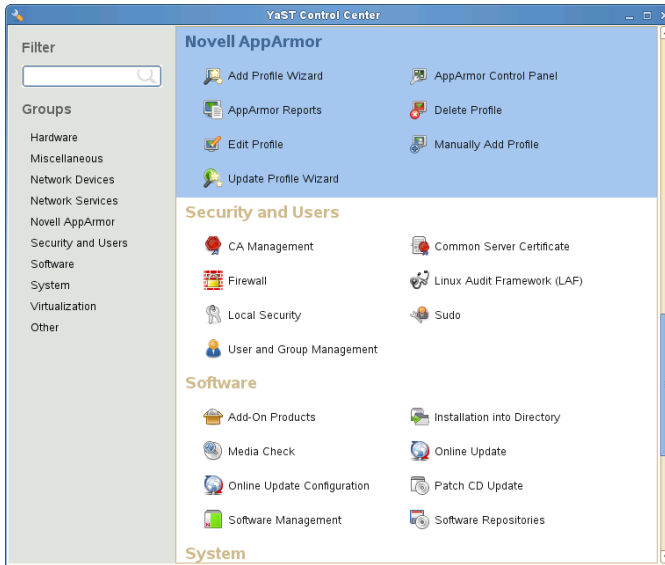 YaST Control Center
Filter
Groups
Hardware
Miscellaneous
Network Devices
Network Services
Novell AppArmor
Security and Users
Software
System
Virtualization
Other
Novell AppArmor
Add Profile Wizard
AppArmor Control Panel
AppArmor Reports
Delete Profile
Edit Profile
Manually Add Profile
Update Profile Wizard
Security and Users
CA Management
Common Server Certificate
Firewall
Linux Audit Framework (LAF)
Local Security
Sudo
User and Group Management
Software
Add-On Products
Installation into Directory
Media Check
Online Update
Online Update Configuration
Patch CD Update
Software Management
Software Repositories
System